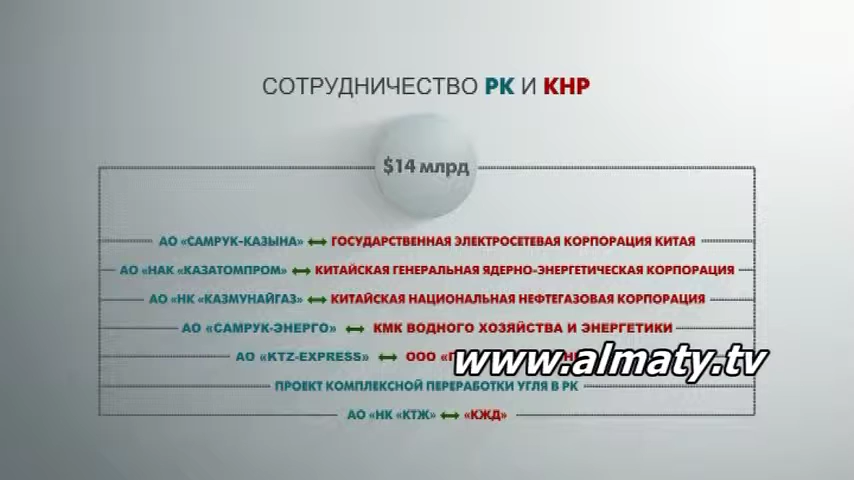 СОТРУДНИЧЕСТВО РК И КНР
$14 млрд
АО «САМРУК-КАЗЫНА» ↔ ГОСУДАРСТВЕННАЯ ЭЛЕКТРОСЕТЕВАЯ КОРПОРАЦИЯ КИТАЯ
АО «НАК «КАЗАТОМПРОМ» ↔ КИТАЙСКАЯ ГЕНЕРАЛЬНАЯ ЯДЕРНО-ЭНЕРГЕТИЧЕСКАЯ КОРПОРАЦИЯ
АО «НК «КАЗМУНАЙГАЗ» ↔ КИТАЙСКАЯ НАЦИОНАЛЬНАЯ НЕФТЕГАЗОВАЯ КОРПОРАЦИЯ
АО «САМРУК-ЭНЕРГО» ↔ КМК ВОДНОГО ХОЗЯЙСТВА И ЭНЕРГЕТИКИ
АО «KTZ-EXPRESS» ↔ ООО
www.almaty.tv
ПРОЕКТ КОМПЛЕКСНОЙ ПЕРЕРАБОТКИ УГЛЯ В РК
АО «НК «КТЖ» ↔ «КЖД»